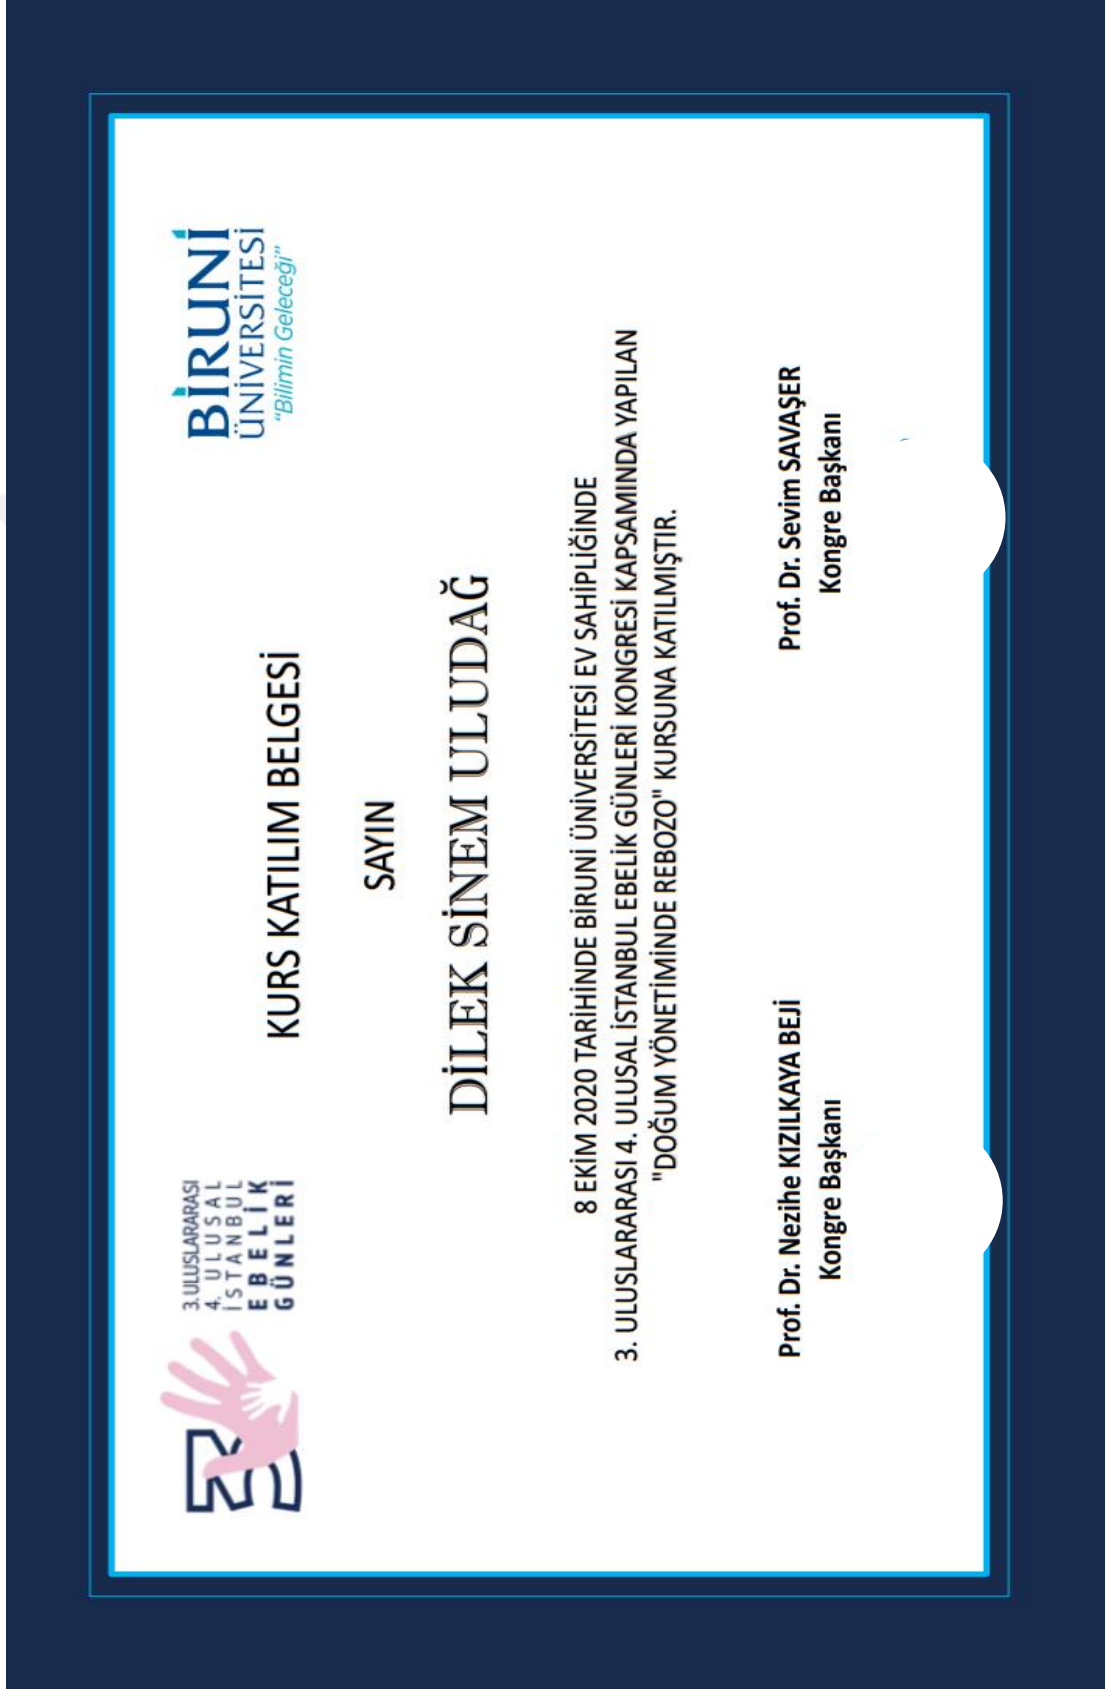 3.ULUSLARARASI
4. ULUSAL
İSTANBUL
EBELİK
GÜNLERİ
BİRUNİ
ÜNİVERSİTESİ
"Bilimin Geleceği"
KURS KATILIM BELGESİ
SAYIN
DİLEK SİNEM ULUDAĞ
8 EKİM 2020 TARİHİNDE BİRUNİ ÜNİVERSİTESİ EV SAHİPLİĞİNDE
3. ULUSLARARASI 4. ULUSAL İSTANBUL EBELİK GÜNLERİ KONGRESİ KAPSAMINDA YAPILAN
"DOĞUM YÖNETİMİNDE REBOZO" KURSUNA KATILMIŞTIR.
Prof. Dr. Nezihe KIZILKAYA BEJİ
Kongre Başkanı
Prof. Dr. Sevim SAVAŞER
Kongre Başkanı